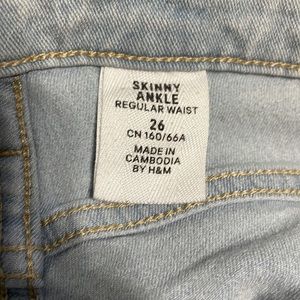 SKINNY
ANKLE
REGULAR WAIST
26
CN 160/66A
MADE IN
CAMBODIA
BY H&M